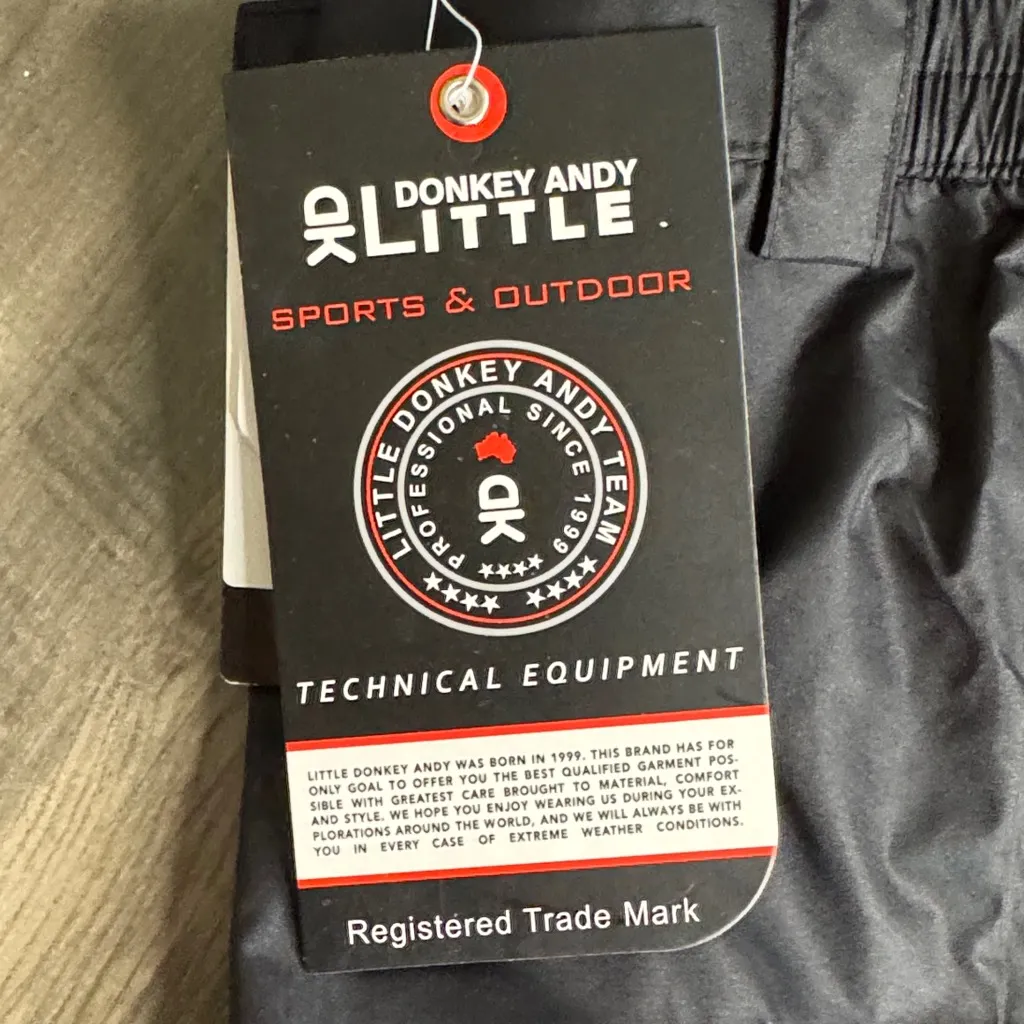 DK
DONKEY ANDY
LITTLE
SPORTS & OUTDOOR
LITTLE DONKEY ANDY TEAM
PROFESSIONAL SINCE 1999
DK
TECHNICAL EQUIPMENT
LITTLE DONKEY ANDY WAS BORN IN 1999. THIS BRAND HAS FOR
ONLY GOAL TO OFFER YOU THE BEST QUALIFIED GARMENT POS-
SIBLE WITH GREATEST CARE BROUGHT TO MATERIAL, COMFORT
AND STYLE. WE HOPE YOU ENJOY WEARING US DURING YOUR EX-
PLORATIONS AROUND THE WORLD, AND WE WILL ALWAYS BE WITH
YOU IN EVERY CASE OF EXTREME WEATHER CONDITIONS.
Registered Trade Mark